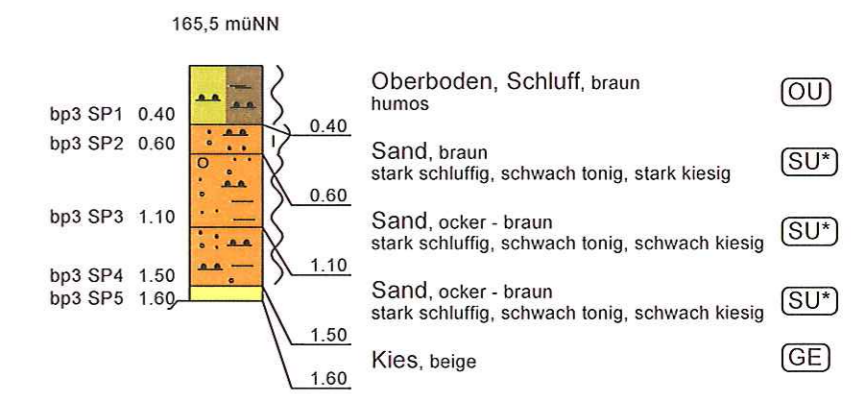 165,5 müNN
Oberboden, Schluff, braun
humos
OU
bp3 SP1 0.40
0.40
bp3 SP2 0.60
Sand, braun
stark schluffig, schwach tonig, stark kiesig
SU*
0.60
bp3 SP3 1.10
Sand, ocker - braun
stark schluffig, schwach tonig, schwach kiesig
SU*
1.10
bp3 SP4 1.50
bp3 SP5 1.60
Sand, ocker - braun
stark schluffig, schwach tonig, schwach kiesig
SU*
1.50
Kies, beige
GE
1.60